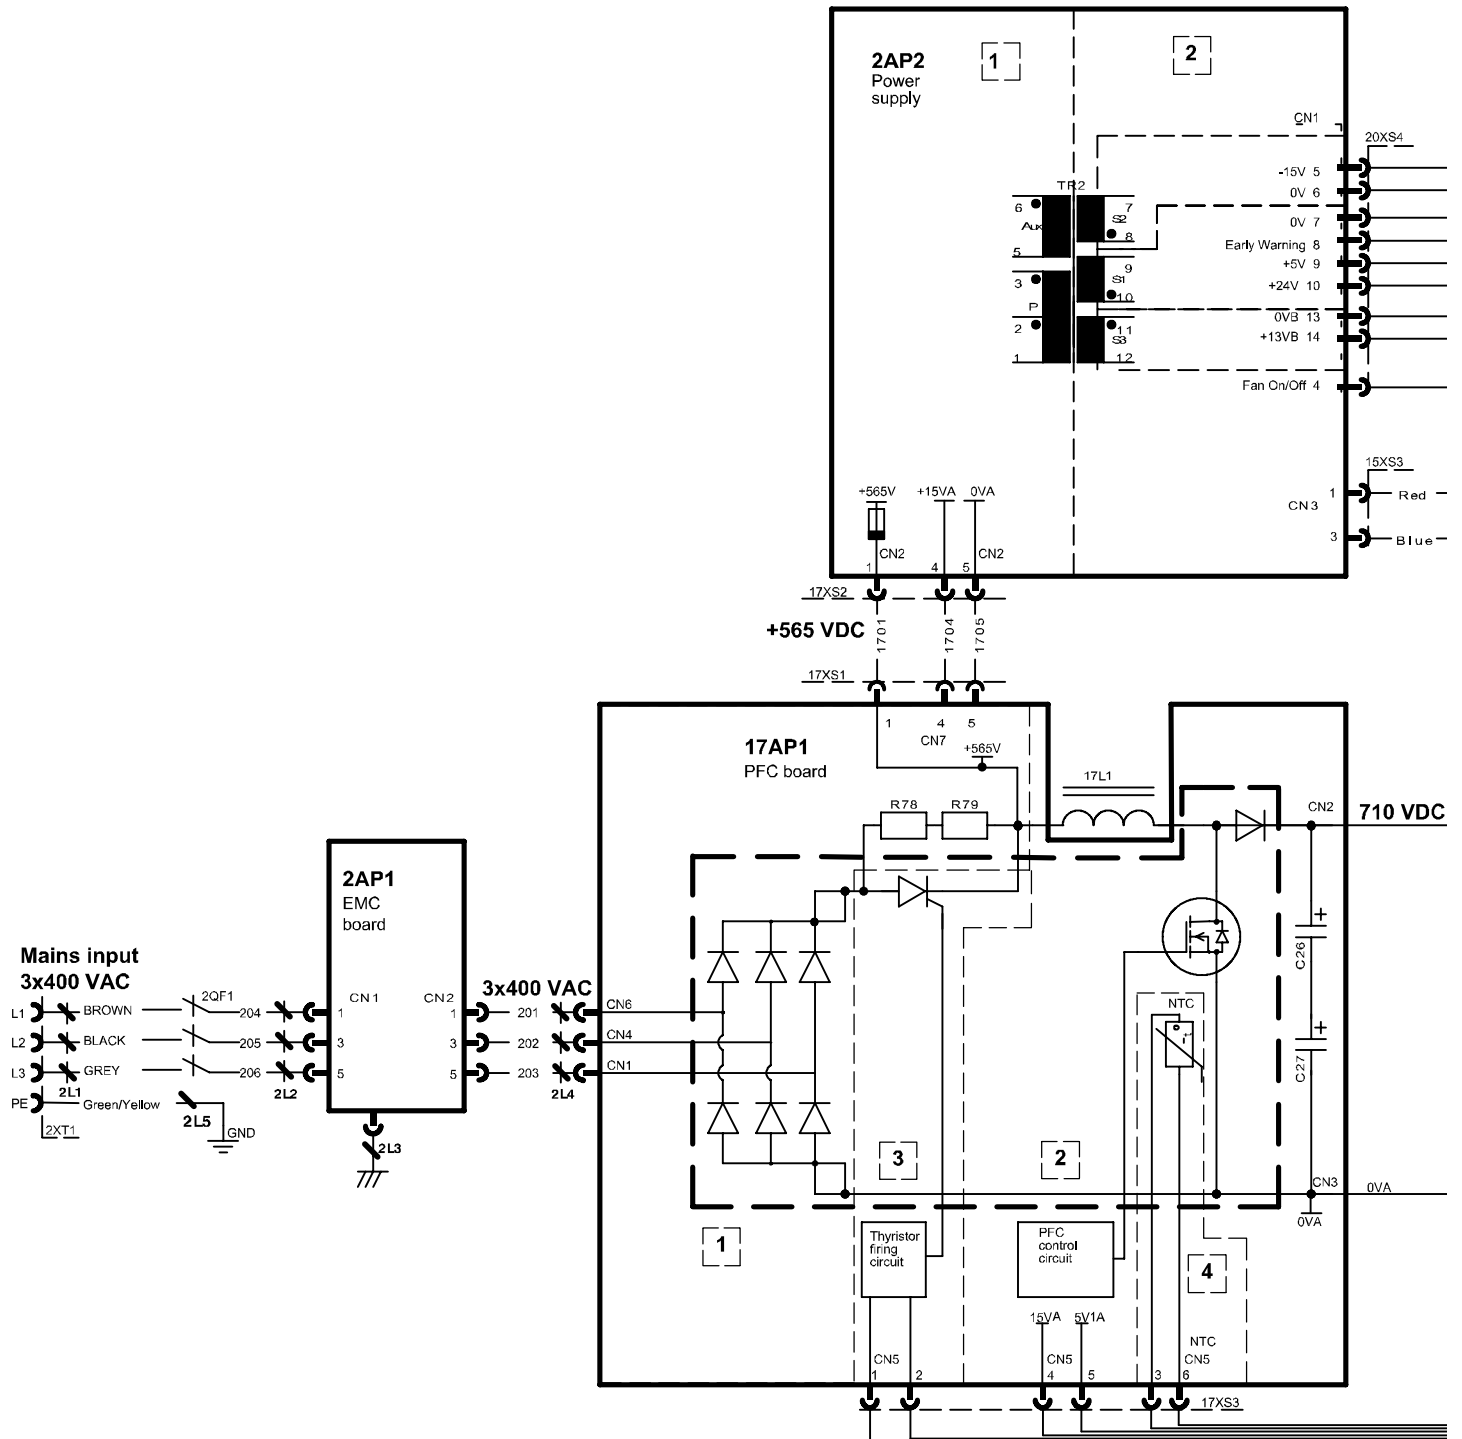 2AP2
Power
supply
1
2
CN1
20XS4
-15V 5
0V 6
0V 7
Early Warning 8
+5V 9
+24V 10
0VB 13
+13VB 14
Fan On/Off 4
TR2
6
Aux
5
3
P
2
1
7
S2
8
9
S1
10
11
S3
12
15XS3
1
Red
CN3
3
Blue
+565V
+15VA
0VA
CN2
CN2
1
4
5
17XS2
+565 VDC
1701
1704
1705
17XS1
1
4
5
CN7
17AP1
PFC board
+565V
17L1
R78
R79
CN2
710 VDC
2AP1
EMC
board
Mains input
3x400 VAC
CN1
CN2
3x400 VAC
L1
BROWN
2QF1
204
1
1
201
CN6
L2
BLACK
205
3
3
202
CN4
L3
GREY
206
5
5
203
CN1
2L1
2L2
2L4
PE
Green/Yellow
2L5
2XT1
GND
2L3
C26
+
C27
+
NTC
-t
3
2
CN3
0VA
0VA
1
Thyristor
firing
circuit
PFC
control
circuit
4
15VA
5V1A
NTC
CN5
CN5
CN5
1
2
4
5
3
6
17XS3